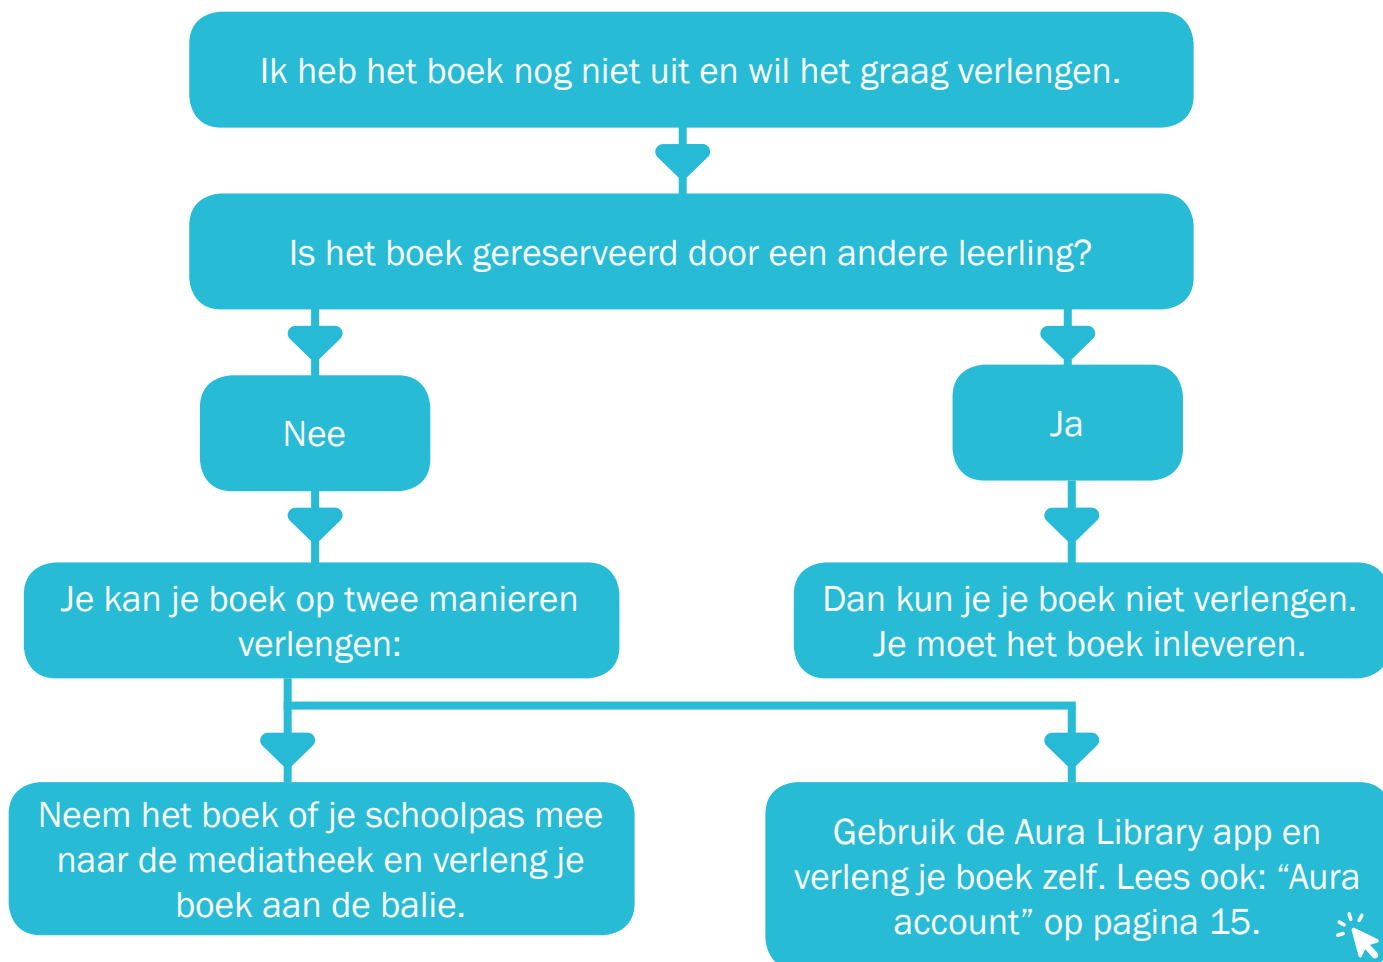 Ik heb het boek nog niet uit en wil het graag verlengen.
Is het boek gereserveerd door een andere leerling?
Nee
Ja
Je kan je boek op twee manieren
verlengen:
Dan kun je je boek niet verlengen.
Je moet het boek inleveren.
Neem het boek of je schoolpas mee
naar de mediatheek en verleng je
boek aan de balie.
Gebruik de Aura Library app en
verleng je boek zelf. Lees ook: “Aura
account” op pagina 15.